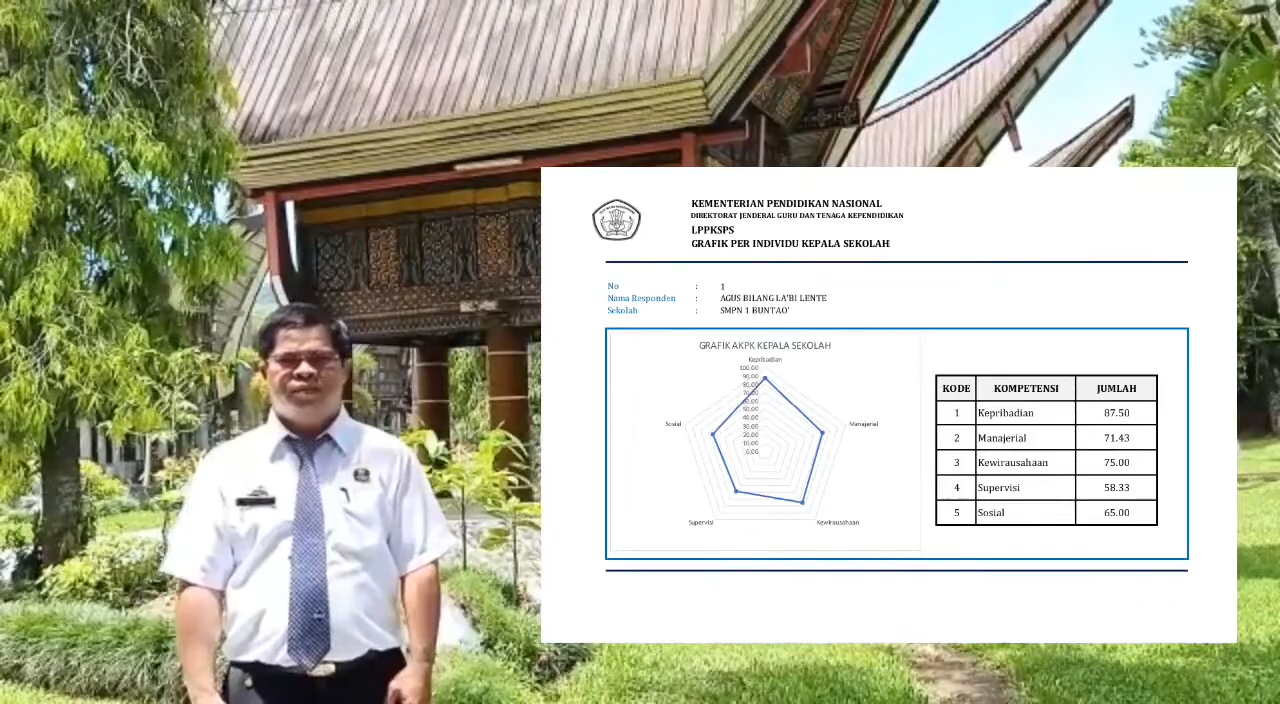 KEMENTERIAN PENDIDIKAN NASIONAL
DIREKTORAT JENDERAL GURU DAN TENAGA KEPENDIDIKAN
LPPKSPS
GRAFIK PER INDIVIDU KEPALA SEKOLAH
No : 1
Nama Responden : AGUS BILANG LA'BI LENTE
Sekolah : SMPN 1 BUNTAO'
GRAFIK AKPK KEPALA SEKOLAH
Kepribadian
100.00
90.00
80.00
70.00
60.00
50.00
40.00
30.00
20.00
10.00
0.00
Sosial
Manajerial
Supervisi
Kewirausahaan
KODE KOMPETENSI JUMLAH
1 Kepribadian 87.50
2 Manajerial 71.43
3 Kewirausahaan 75.00
4 Supervisi 58.33
5 Sosial 65.00